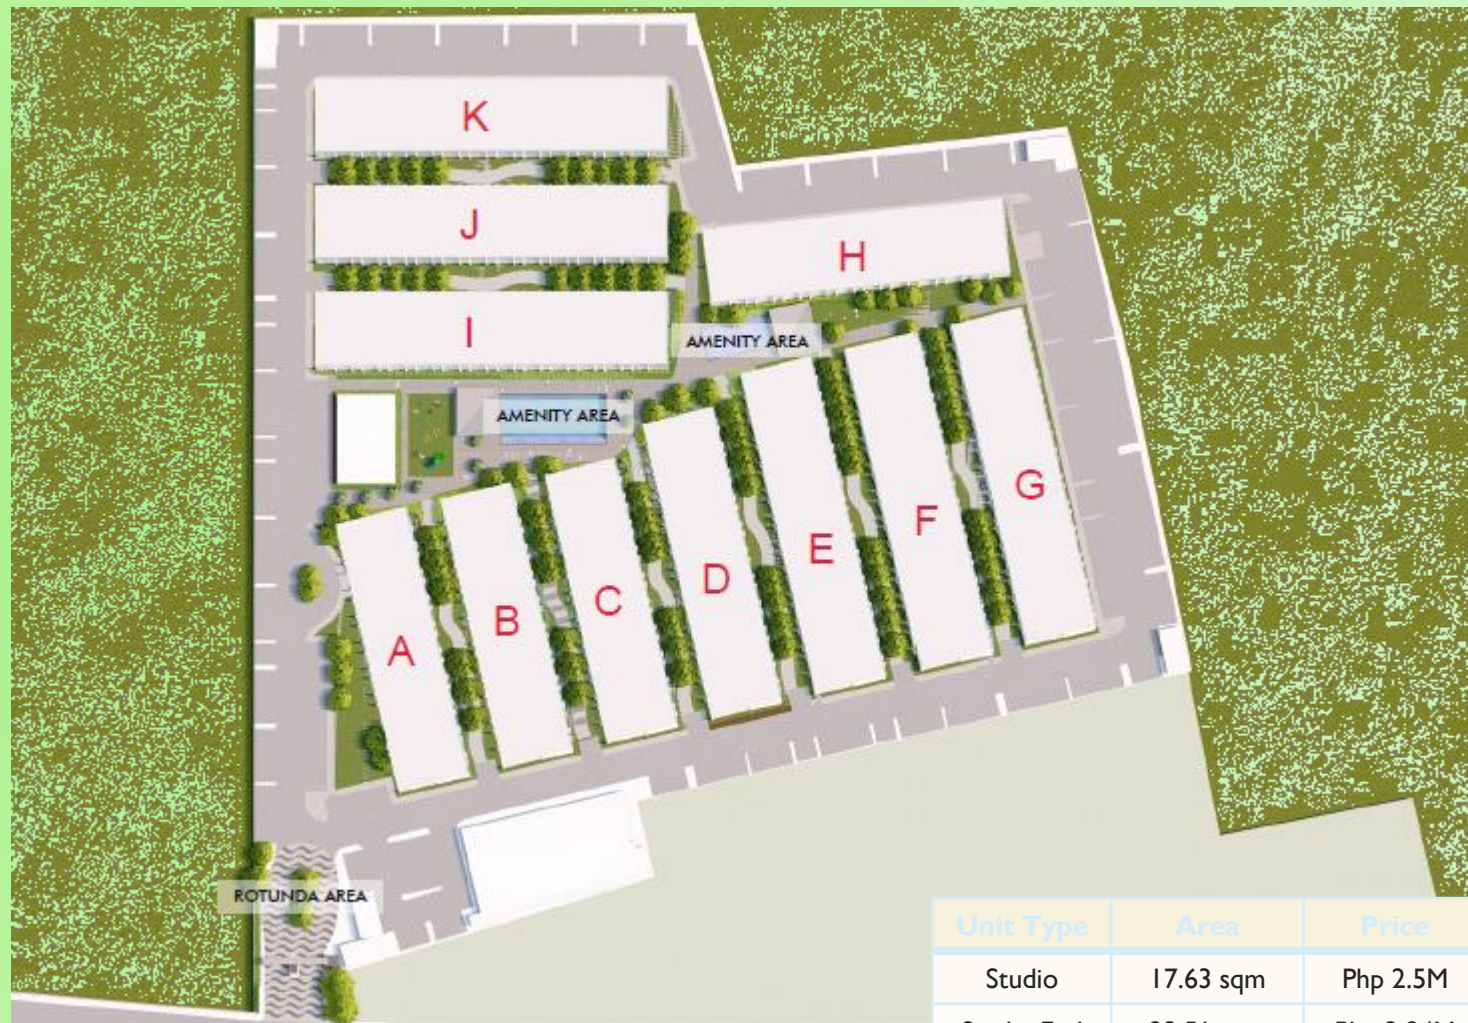 K
J
H
I
AMENITY AREA
AMENITY AREA
G
F
E
D
C
B
A
ROTUNDA AREA
Unit Type Area Price
Studio 17.63 sqm Php 2.5M